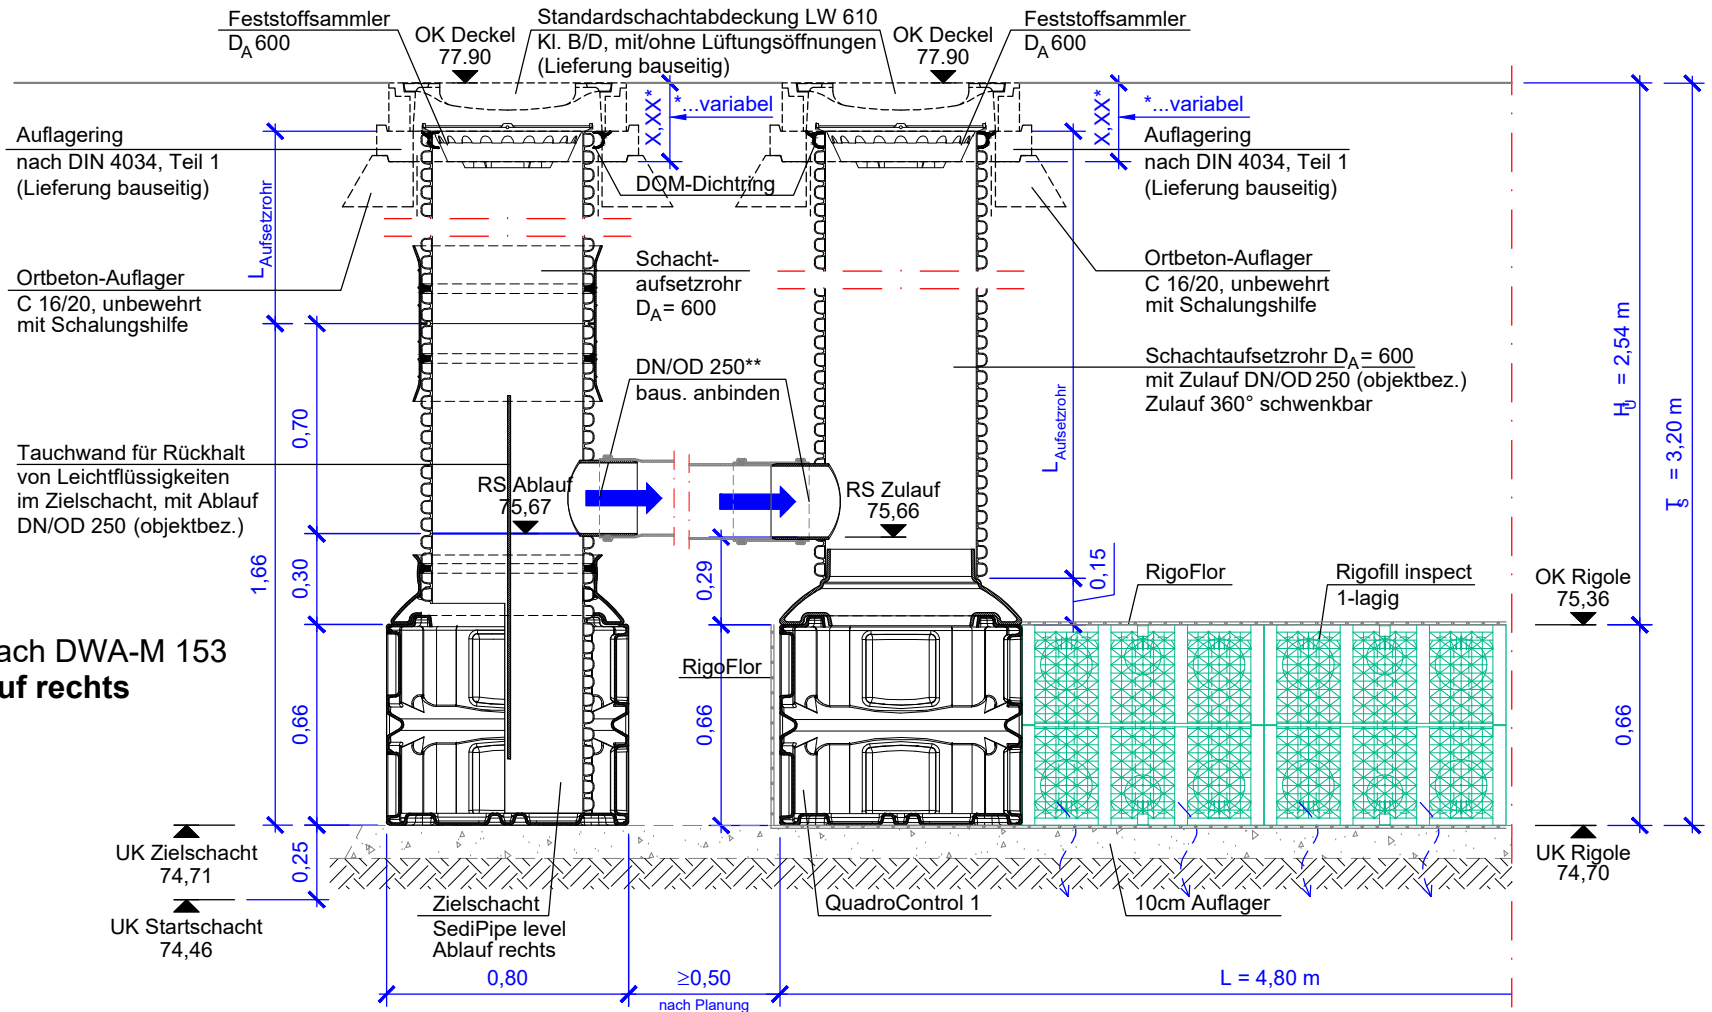 Feststoffsammler
DA 600
OK Deckel
77.90
Standardschachtabdeckung LW 610
Kl. B/D, mit/ohne Lüftungsöffnungen
(Lieferung bauseitig)
OK Deckel
77.90
Feststoffsammler
DA 600
X,XX*
*...variabel
X,XX*
*...variabel
Auflagering
nach DIN 4034, Teil 1
(Lieferung bauseitig)
DOM-Dichtring
Auflagering
nach DIN 4034, Teil 1
(Lieferung bauseitig)
LAufsetzrohr
Ortbeton-Auflager
C 16/20, unbewehrt
mit Schalungshilfe
Schacht-
aufsetzrohr
DA= 600
Ortbeton-Auflager
C 16/20, unbewehrt
mit Schalungshilfe
DN/OD 250**
baus. anbinden
Schachtaufsetzrohr DA= 600
mit Zulauf DN/OD 250 (objektbez.)
Zulauf 360° schwenkbar
HÜ = 2,54 m
Ts = 3,20 m
0,70
LAufsetzrohr
Tauchwand für Rückhalt
von Leichtflüssigkeiten
im Zielschacht, mit Ablauf
DN/OD 250 (objektbez.)
RS Ablauf
75,67
RS Zulauf
75,66
1,66
0,30
0,29
0,15
RigoFlor
Rigofill inspect
1-lagig
OK Rigole
75,36
ach DWA-M 153
uf rechts
RigoFlor
0,66
0,66
0,66
UK Zielschacht
74,71
0,25
UK Startschacht
74,46
Zielschacht
SediPipe level
Ablauf rechts
QuadroControl 1
10cm Auflager
UK Rigole
74,70
0,80
≥0,50
nach Planung
L = 4,80 m